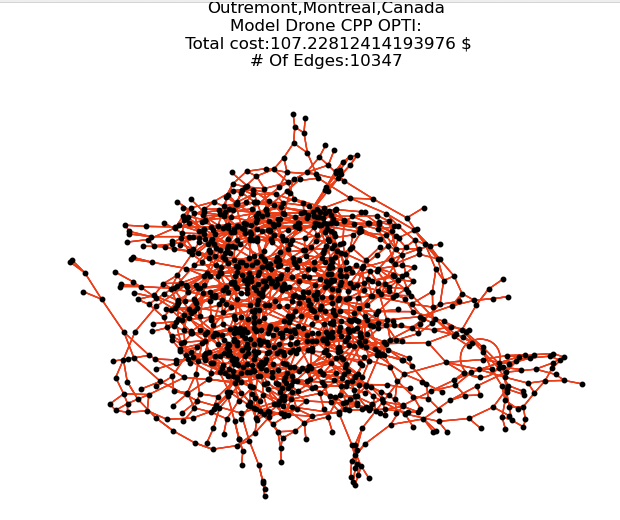 Outremont,Montreal,Canada
Model Drone CPP OPTI:
Total cost:107.22812414193976 $
# Of Edges:10347